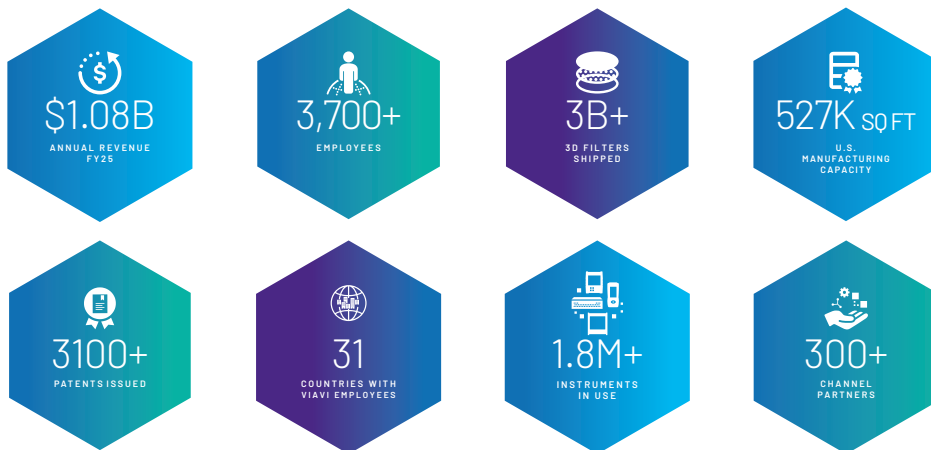 $1.08B
ANNUAL REVENUE
FY25
3,700+
EMPLOYEES
3B+
3D FILTERS
SHIPPED
527K SQ FT
U.S.
MANUFACTURING
CAPACITY
3100+
PATENTS ISSUED
31
COUNTRIES WITH
VIAVI EMPLOYEES
1.8M+
INSTRUMENTS
IN USE
300+
CHANNEL
PARTNERS